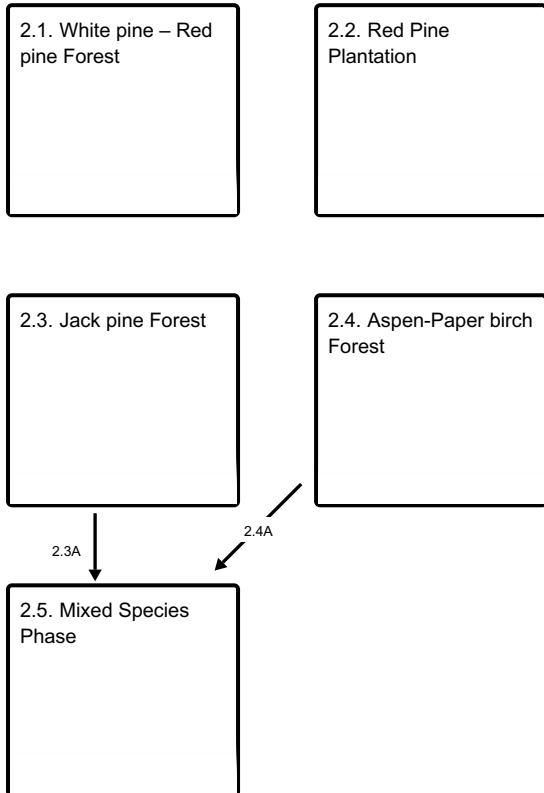 2.1. White pine – Red
pine Forest
2.2. Red Pine
Plantation
2.3. Jack pine Forest
2.4. Aspen-Paper birch
Forest
2.3A
2.4A
2.5. Mixed Species
Phase